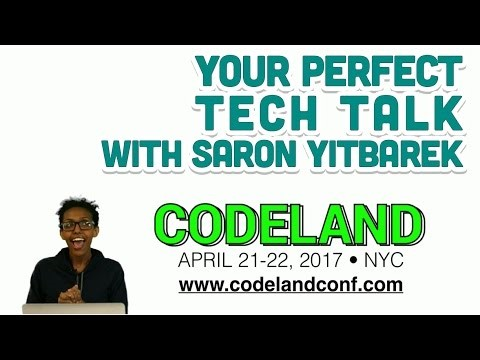 YOUR PERFECT
TECH TALK
WITH SARON YITBAREK
CODELAND
APRIL 21-22, 2017 • NYC
www.codelandconf.com